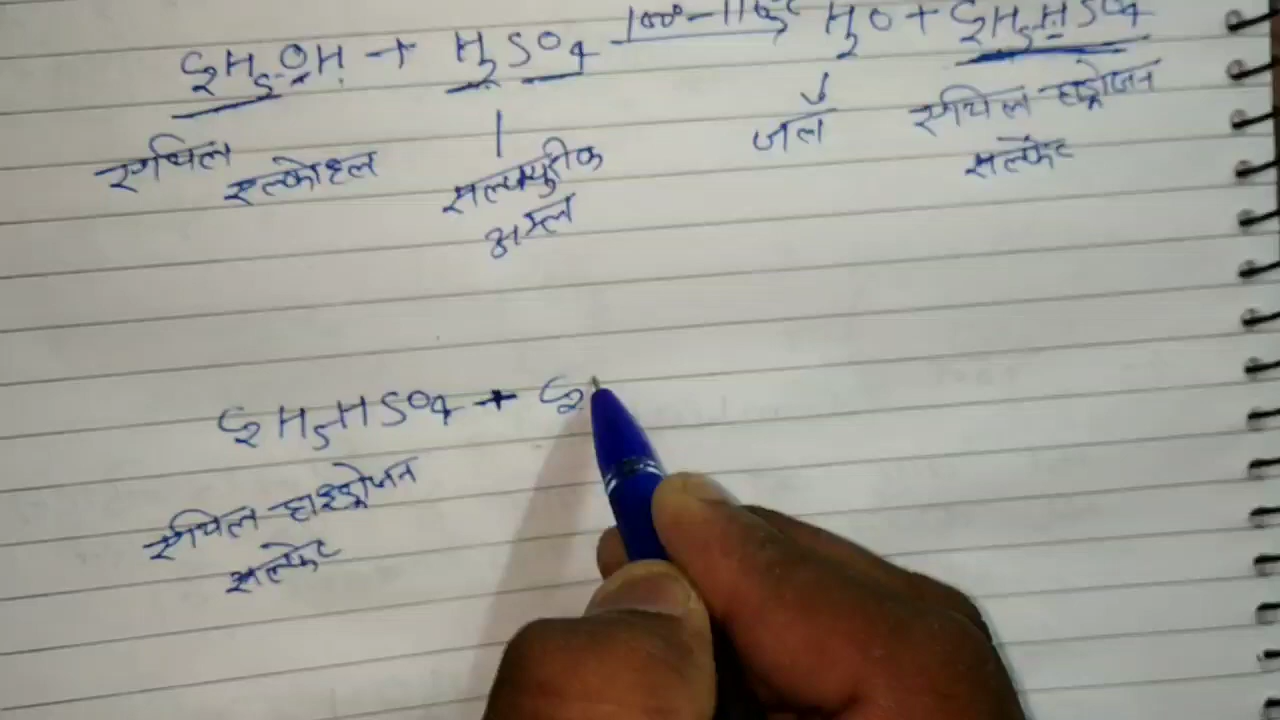 C2H5OH + H2SO4 100°-110°C H2O + C2H5HSO4
एथिल एल्कोहल सल्फ्यूरीक अम्ल जल एथिल हाइड्रोजन सल्फेट
C2H5HSO4 + C2
एथिल हाइड्रोजन
सल्फेट